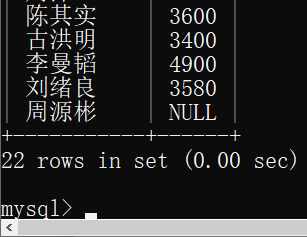 陈其实 | 3600 |
古洪明 | 3400 |
李曼韬 | 4900 |
刘绪良 | 3580 |
周源彬 | NULL |
+------------+------+
22 rows in set (0.00 sec)
mysql>